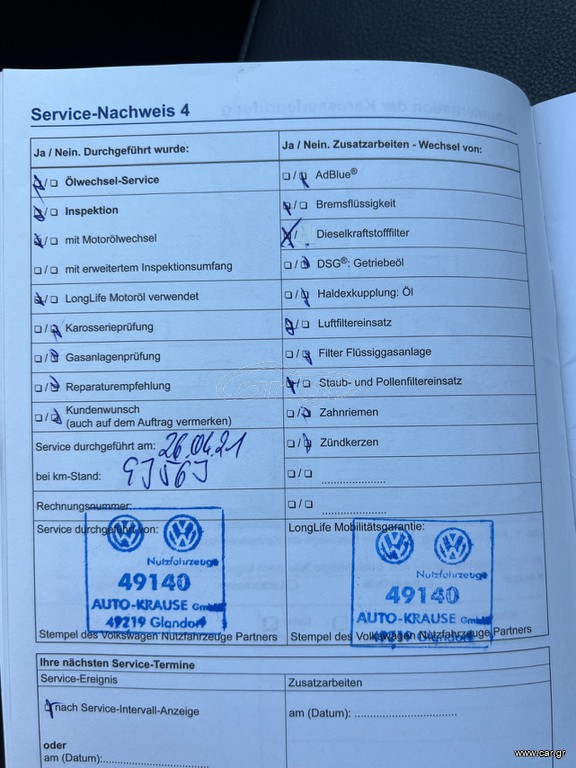 Service-Nachweis 4
Ja / Nein. Durchgeführt wurde:
Ölwechsel-Service
Inspektion
mit Motorölwechsel
mit erweitertem Inspektionsumfang
LongLife Motoröl verwendet
Karosserieprüfung
Gasanlagenprüfung
Reparaturempfehlung
Kundenwunsch
(auch auf dem Auftrag vermerken)
Service durchgeführt am: 26.04.21
bei km-Stand:
Rechnungsnummer:
Service durchgeführt von:
Nutzfahrzeuge
49140
AUTO-KRAUSE GmbH
49219 Glandorf
Stempel des Volkswagen Nutzfahrzeuge Partners
Ja / Nein. Zusatzarbeiten - Wechsel von:
AdBlue®
Bremsflüssigkeit
Dieselkraftstofffilter
DSG®: Getriebeöl
Haldexkupplung: Öl
Luftfiltereinsatz
Filter Flüssiggasanlage
Staub- und Pollenfiltereinsatz
Zahnriemen
Zündkerzen
LongLife Mobilitätsgarantie:
Nutzfahrzeuge
49140
AUTO-KRAUSE GmbH
Glandorf
Stempel des Volkswagen Nutzfahrzeuge Partners
Ihre nächsten Service-Termine
Service-Ereignis
nach Service-Intervall-Anzeige
oder
am (Datum):
Zusatzarbeiten
am (Datum):
www.car.gr